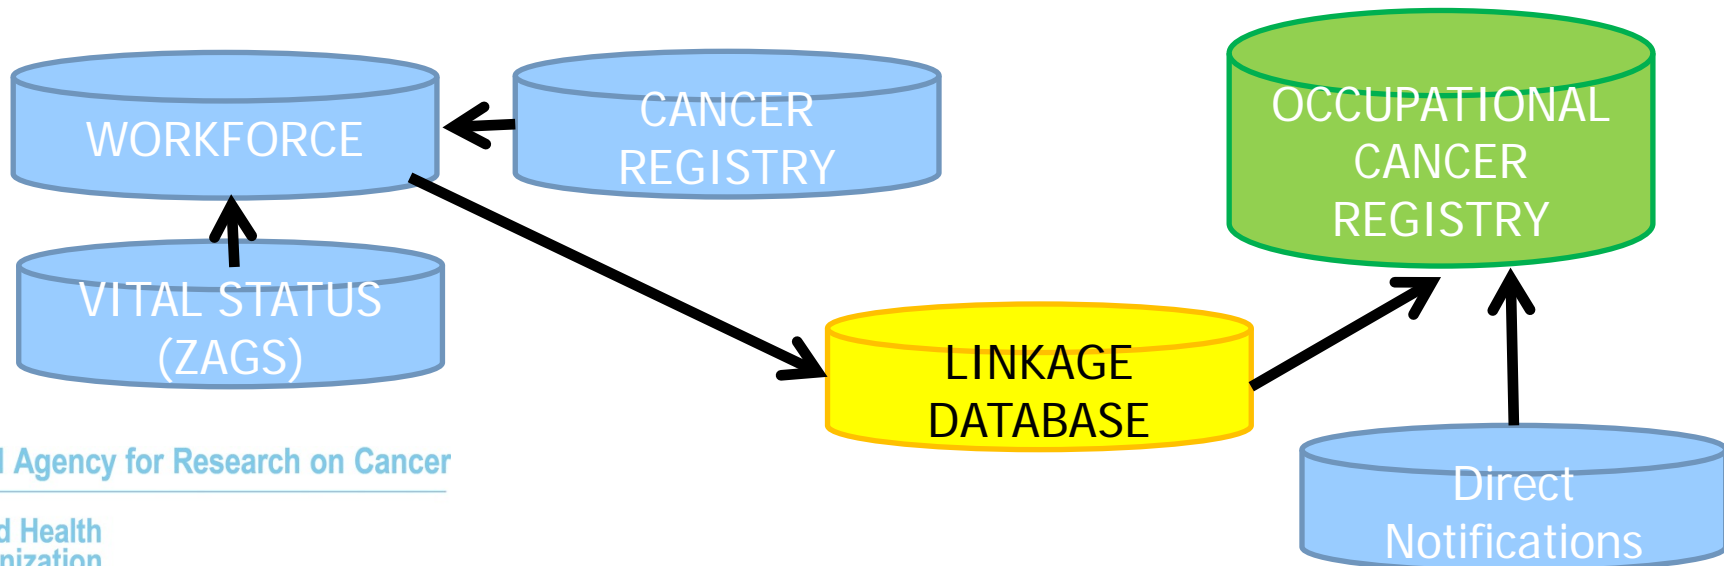 WORKFORCE
CANCER
REGISTRY
OCCUPATIONAL
CANCER
REGISTRY
VITAL STATUS
(ZAGS)
LINKAGE
DATABASE
Direct
Notifications
Agency for Research on Cancer
Health